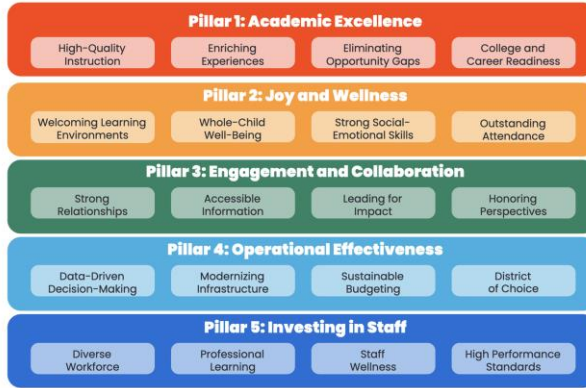 Pillar 1: Academic Excellence
High-Quality
Instruction
Enriching
Experiences
Eliminating
Opportunity Gaps
College and
Career Readiness
Pillar 2: Joy and Wellness
Welcoming Learning
Environments
Whole-Child
Well-Being
Strong Social-
Emotional Skills
Outstanding
Attendance
Pillar 3: Engagement and Collaboration
Strong
Relationships
Accessible
Information
Leading for
Impact
Honoring
Perspectives
Pillar 4: Operational Effectiveness
Data-Driven
Decision-Making
Modernizing
Infrastructure
Sustainable
Budgeting
District
of Choice
Pillar 5: Investing in Staff
Diverse
Workforce
Professional
Learning
Staff
Wellness
High Performance
Standards